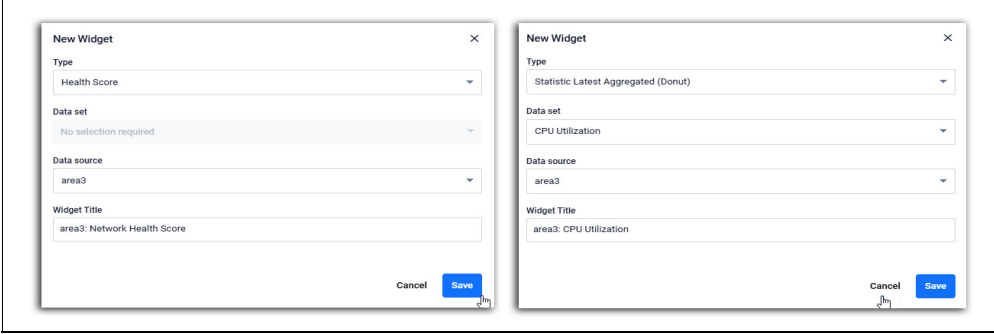 New Widget
Type
Health Score
Data set
No selection required
Data source
area3
Widget Title
area3: Network Health Score
Cancel Save
New Widget
Type
Statistic Latest Aggregated (Donut)
Data set
CPU Utilization
Data source
area3
Widget Title
area3: CPU Utilization
Cancel Save